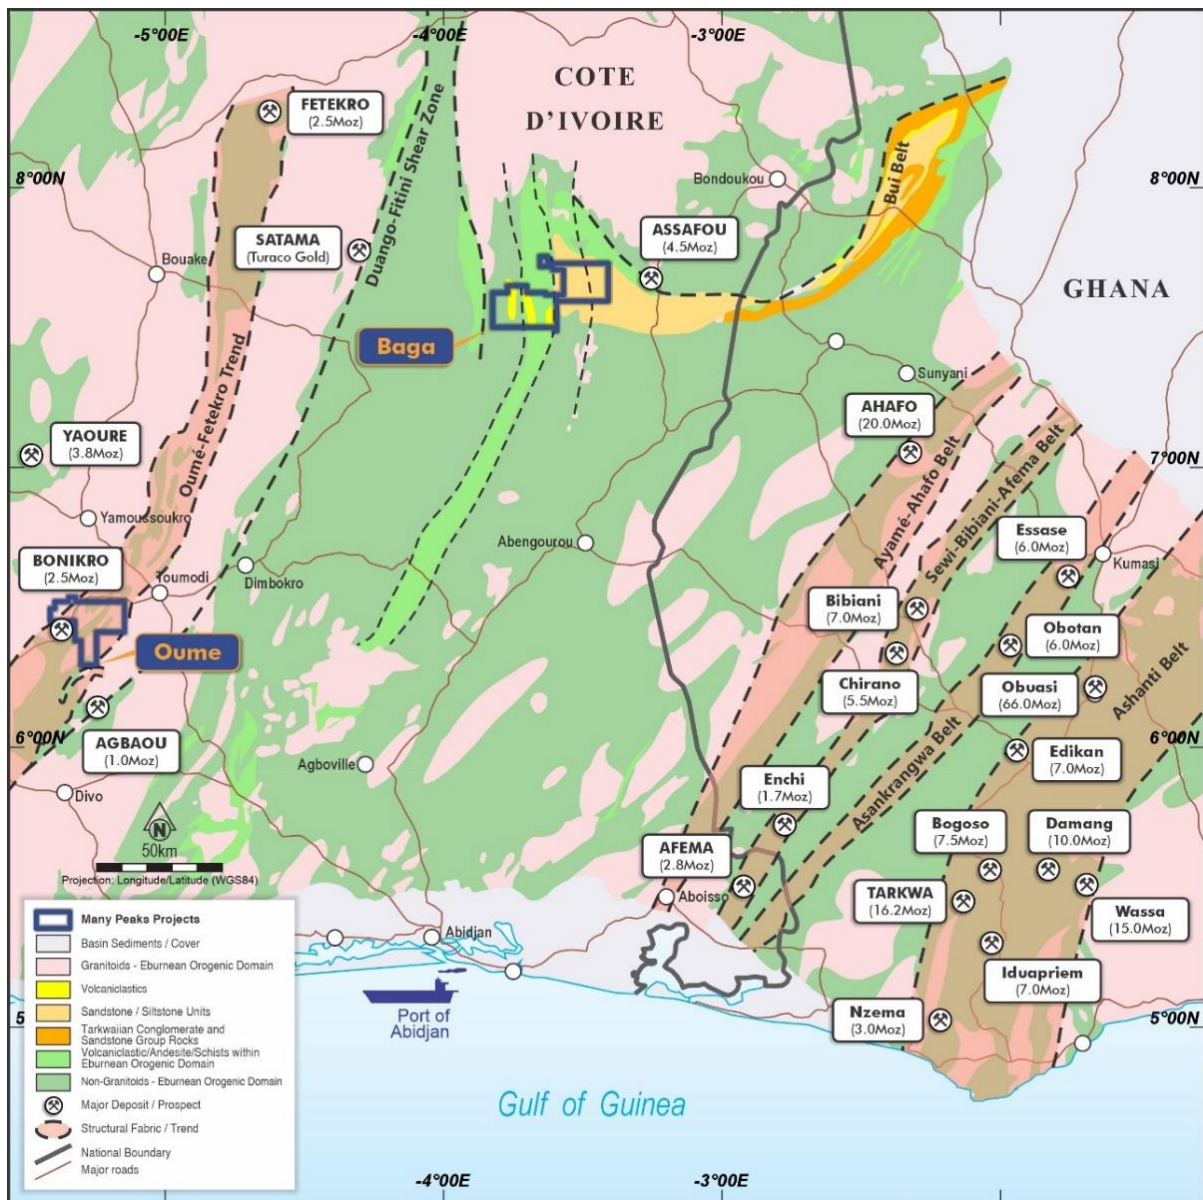 -5°00E
-4°00E
-3°00E
COTE
D'IVOIRE
FETEKRO
(2.5Moz)
Duango-Fitini Shear Zone
Bui Belt
8°00N
8°00N
Bondoukou
SATAMA
(Turaco Gold)
ASSAFOU
(4.5Moz)
Bouake
GHANA
Baga
Oumé-Fetekro Trend
Sunyani
AHAFO
(20.0Moz)
YAOURE
(3.8Moz)
7°00N
Ayamé-Ahafo Belt
Sewi-Bibiani-Afema Belt
Yamoussoukro
Essase
(6.0Moz)
Abengourou
Kumasi
BONIKRO
(2.5Moz)
Toumodi
Dimbokro
Bibiani
(7.0Moz)
Obotan
(6.0Moz)
Oume
Chirano
(5.5Moz)
Obuasi
(66.0Moz)
Ashanti Belt
6°00N
6°00N
AGBAOU
(1.0Moz)
Agboville
Edikan
(7.0Moz)
Asankrangwa Belt
Divo
Enchi
(1.7Moz)
N
50km
Projection: Longitude/Latitude (WGS84)
Bogoso
(7.5Moz)
Damang
(10.0Moz)
AFEMA
(2.8Moz)
Aboisso
TARKWA
(16.2Moz)
Wassa
(15.0Moz)
Abidjan
Iduapriem
(7.0Moz)
Port of
Abidjan
Nzema
(3.0Moz)
5
5°00N
Gulf of Guinea
Many Peaks Projects
Basin Sediments / Cover
Granitoids - Eburnean Orogenic Domain
Volcaniclastics
Sandstone / Siltstone Units
Tarkwaiian Conglomerate and
Sandstone Group Rocks
Volcaniclastic/Andesite/Schists within
Eburnean Orogenic Domain
Non-Granitoids - Eburnean Orogenic Domain
Major Deposit / Prospect
Structural Fabric / Trend
National Boundary
Major roads
-4°00E
-3°00E